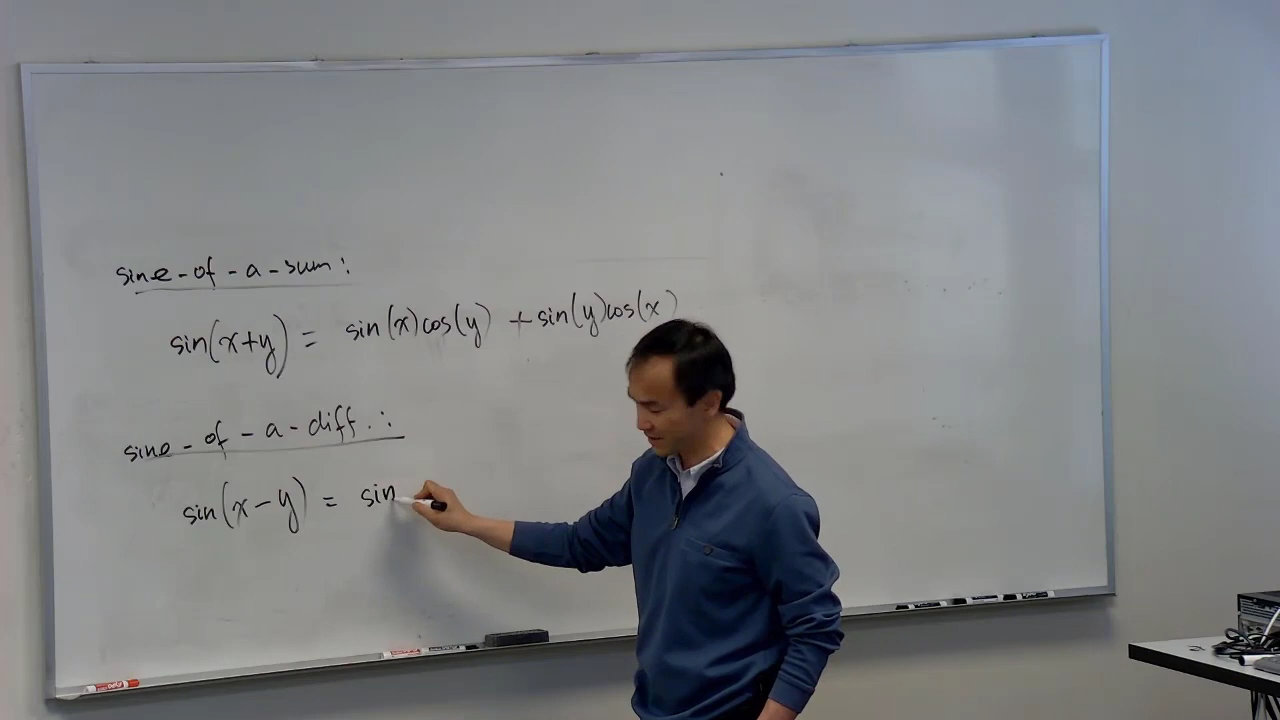 sine-of-a-sum:
sin(x+y) = sin(x)cos(y) + sin(y)cos(x)
sine-of-a-diff.:
sin(x-y) = sin